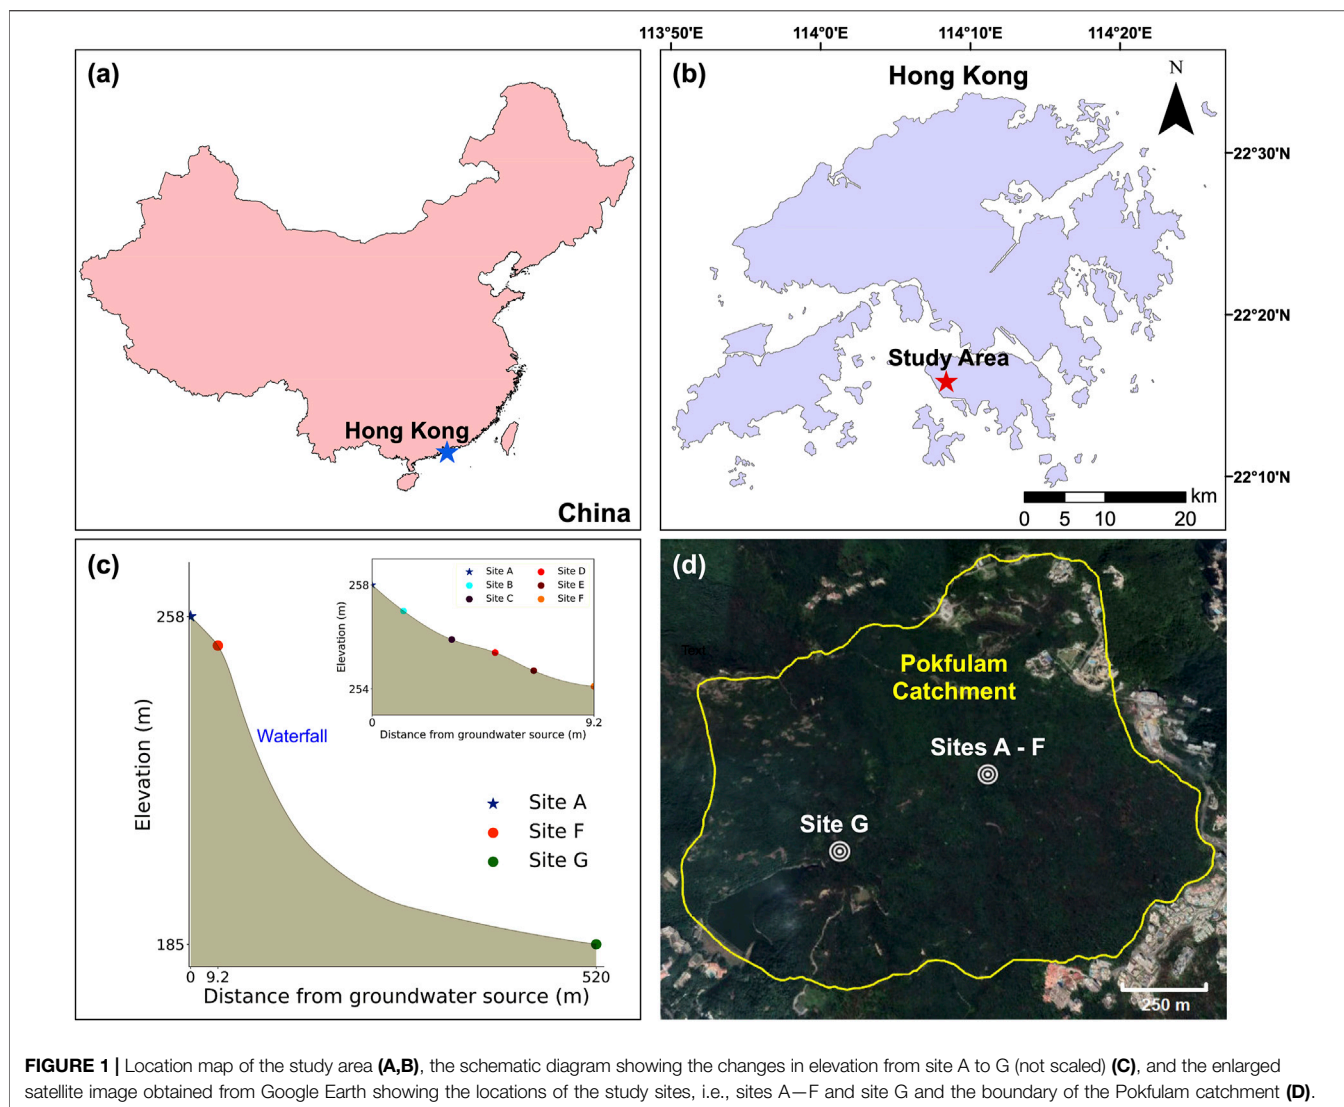 113°50'E 114°0'E 114°10'E 114°20'E
(a)
Hong Kong
China
(b)
Hong Kong
N
22°30'N
22°20'N
22°10'N
Study Area
km
0 5 10 20
(c)
258
185
Elevation (m)
0 9.2 520
Distance from groundwater source (m)
Waterfall
Site A
Site F
Site G
258
254
Elevation (m)
0 9.2
Distance from groundwater source (m)
Site A Site D
Site B Site E
Site C Site F
(d)
Text
Pokfulam
Catchment
Sites A - F
Site G
250 m
FIGURE 1 | Location map of the study area (A,B), the schematic diagram showing the changes in elevation from site A to G (not scaled) (C), and the enlarged
satellite image obtained from Google Earth showing the locations of the study sites, i.e., sites A—F and site G and the boundary of the Pokfulam catchment (D).